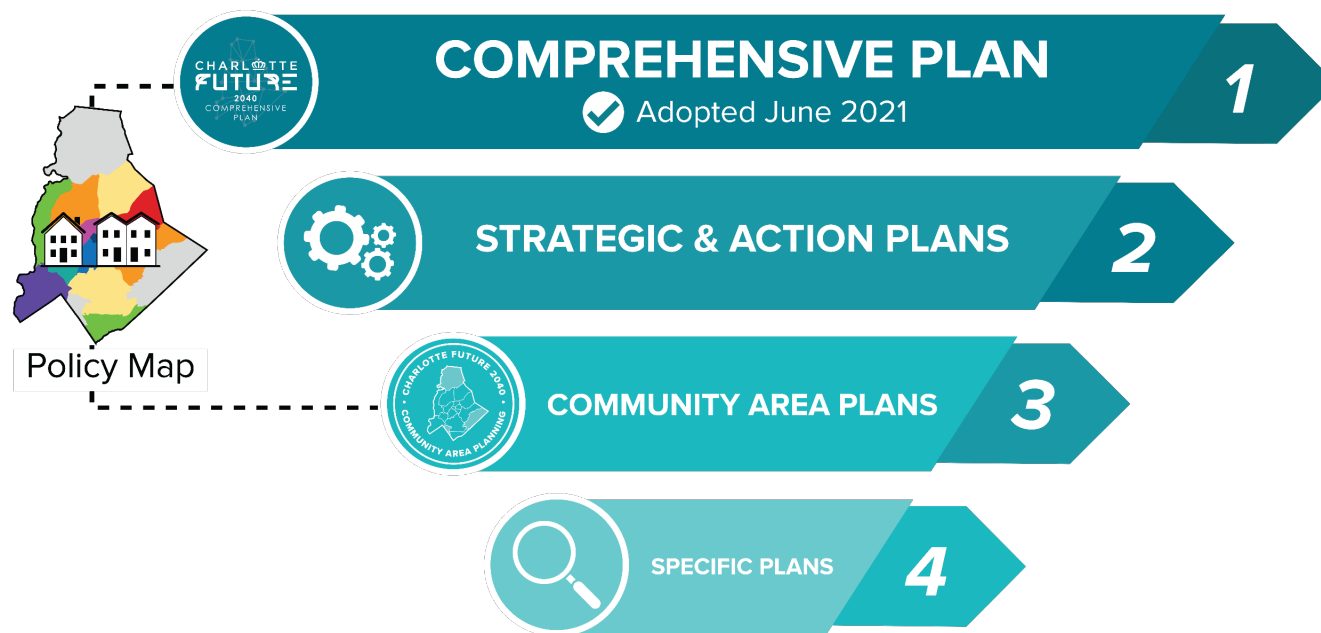 CHARLOTTE
FUTURE
2040
COMPREHENSIVE
PLAN
COMPREHENSIVE PLAN
Adopted June 2021
1
STRATEGIC & ACTION PLANS
2
Policy Map
CHARLOTTE FUTURE 2040
COMMUNITY AREA PLANNING
COMMUNITY AREA PLANS
3
SPECIFIC PLANS
4